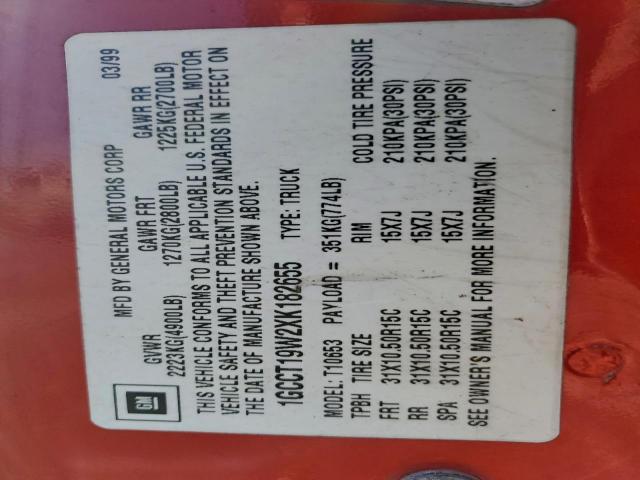 GM
MFD BY GENERAL MOTORS CORP 03/99
GVWR GAWR FRT GAWR RR
2223KG(4900LB) 1270KG(2800LB) 1225KG(2700LB)
THIS VEHICLE CONFORMS TO ALL APPLICABLE U.S. FEDERAL MOTOR
VEHICLE SAFETY AND THEFT PREVENTION STANDARDS IN EFFECT ON
THE DATE OF MANUFACTURE SHOWN ABOVE.
1GCCT19W2XK182655 TYPE: TRUCK
MODEL: T10653 PAYLOAD = 351KG(774LB)
TPBH TIRE SIZE RIM COLD TIRE PRESSURE
FRT 31X10.50R15C 15X7J 210KPA(30PSI)
RR 31X10.50R15C 15X7J 210KPA(30PSI)
SPA 31X10.50R15C 15X7J 210KPA(30PSI)
SEE OWNER'S MANUAL FOR MORE INFORMATION.